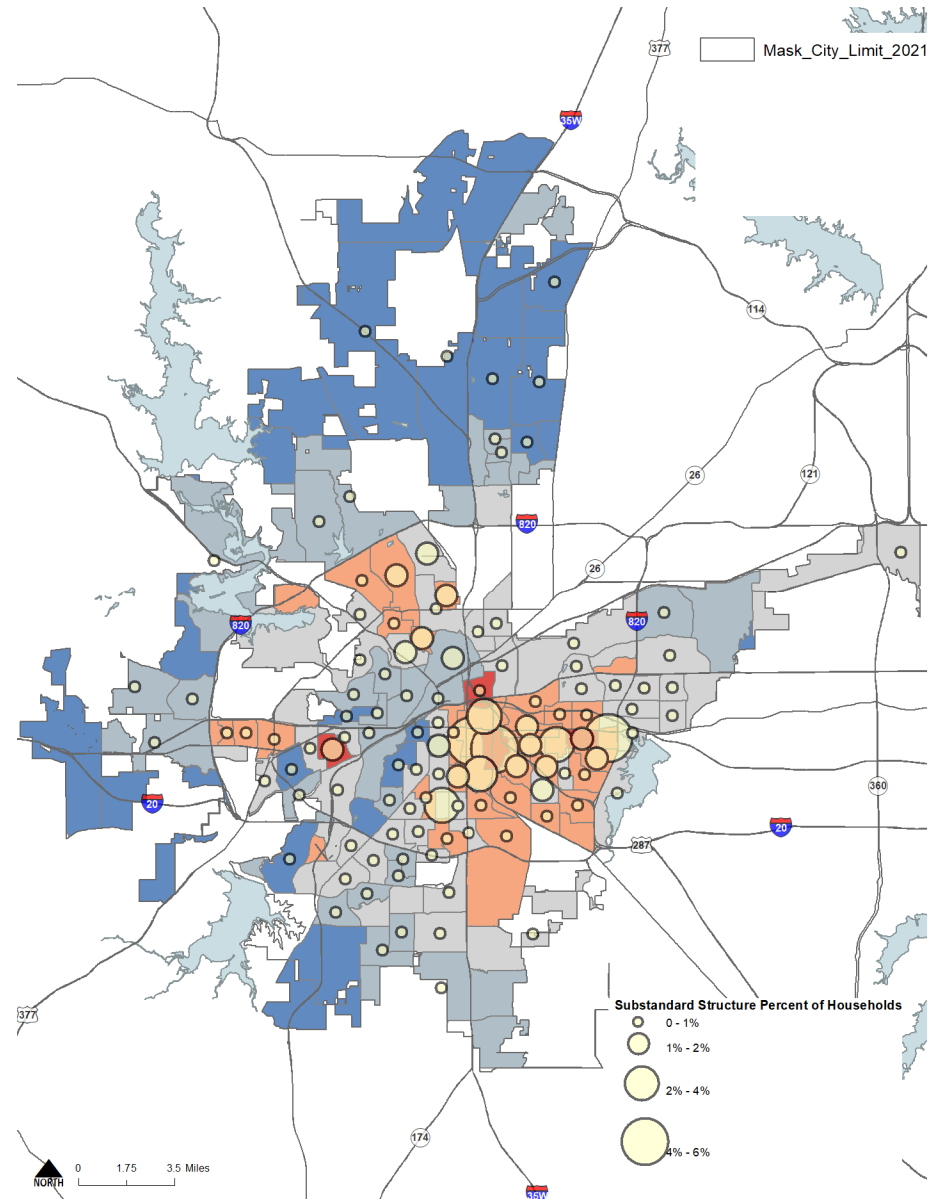 377
Mask_City_Limit_2021
35W
114
26
121
820
26
820
820
360
20
20
287
377
Substandard Structure Percent of Households
0 - 1%
1% - 2%
2% - 4%
4% - 6%
174
NORTH
0 1.75 3.5 Miles
35W